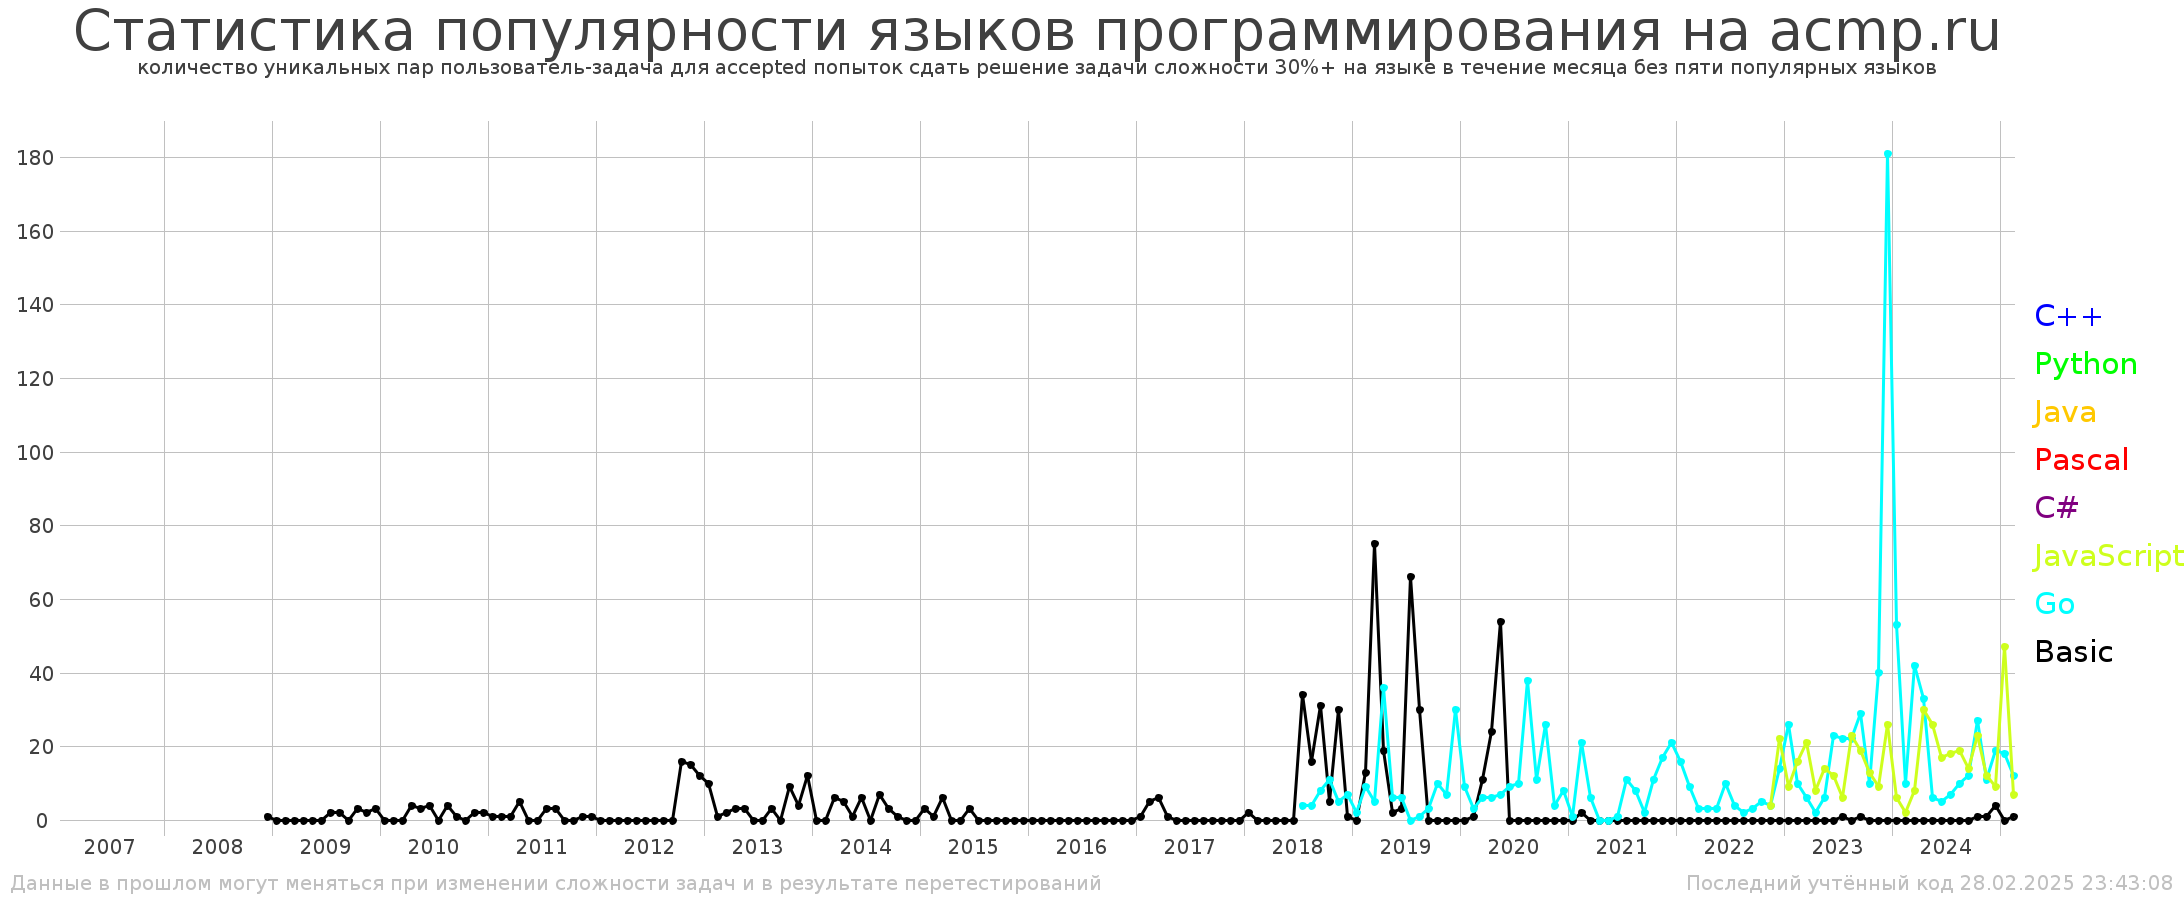 Статистика популярности языков программирования на acmp.ru
количество уникальных пар пользователь-задача для accepted попыток сдать решение задачи сложности 30%+ на языке в течение месяца без пяти популярных языков
180
160
140
120
100
80
60
40
20
0
C++
Python
Java
Pascal
C#
JavaScript
Go
Basic
2007 2008 2009 2010 2011 2012 2013 2014 2015 2016 2017 2018 2019 2020 2021 2022 2023 2024
Данные в прошлом могут меняться при изменении сложности задач и в результате перетестирований
Последний учтённый код 28.02.2025 23:43:08